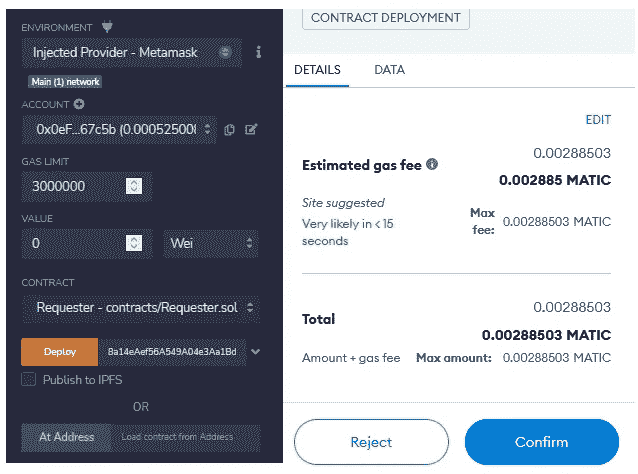 ENVIRONMENT
Injected Provider - Metamask
Main (1) network
ACCOUNT
0x0eF...67c5b (0.00052500
GAS LIMIT
3000000
VALUE
0
Wei
CONTRACT
Requester - contracts/Requester.sol
Deploy
8a14eAef56A549A04e3Aa1Bd
Publish to IPFS
OR
At Address
Load contract from Address
CONTRACT DEPLOYMENT
DETAILS
DATA
EDIT
0.00288503
Estimated gas fee
0.002885 MATIC
Site suggested
Very likely in < 15
seconds
Max
fee:
0.00288503 MATIC
0.00288503
Total
0.00288503 MATIC
Amount + gas fee
Max amount: 0.00288503 MATIC
Reject
Confirm